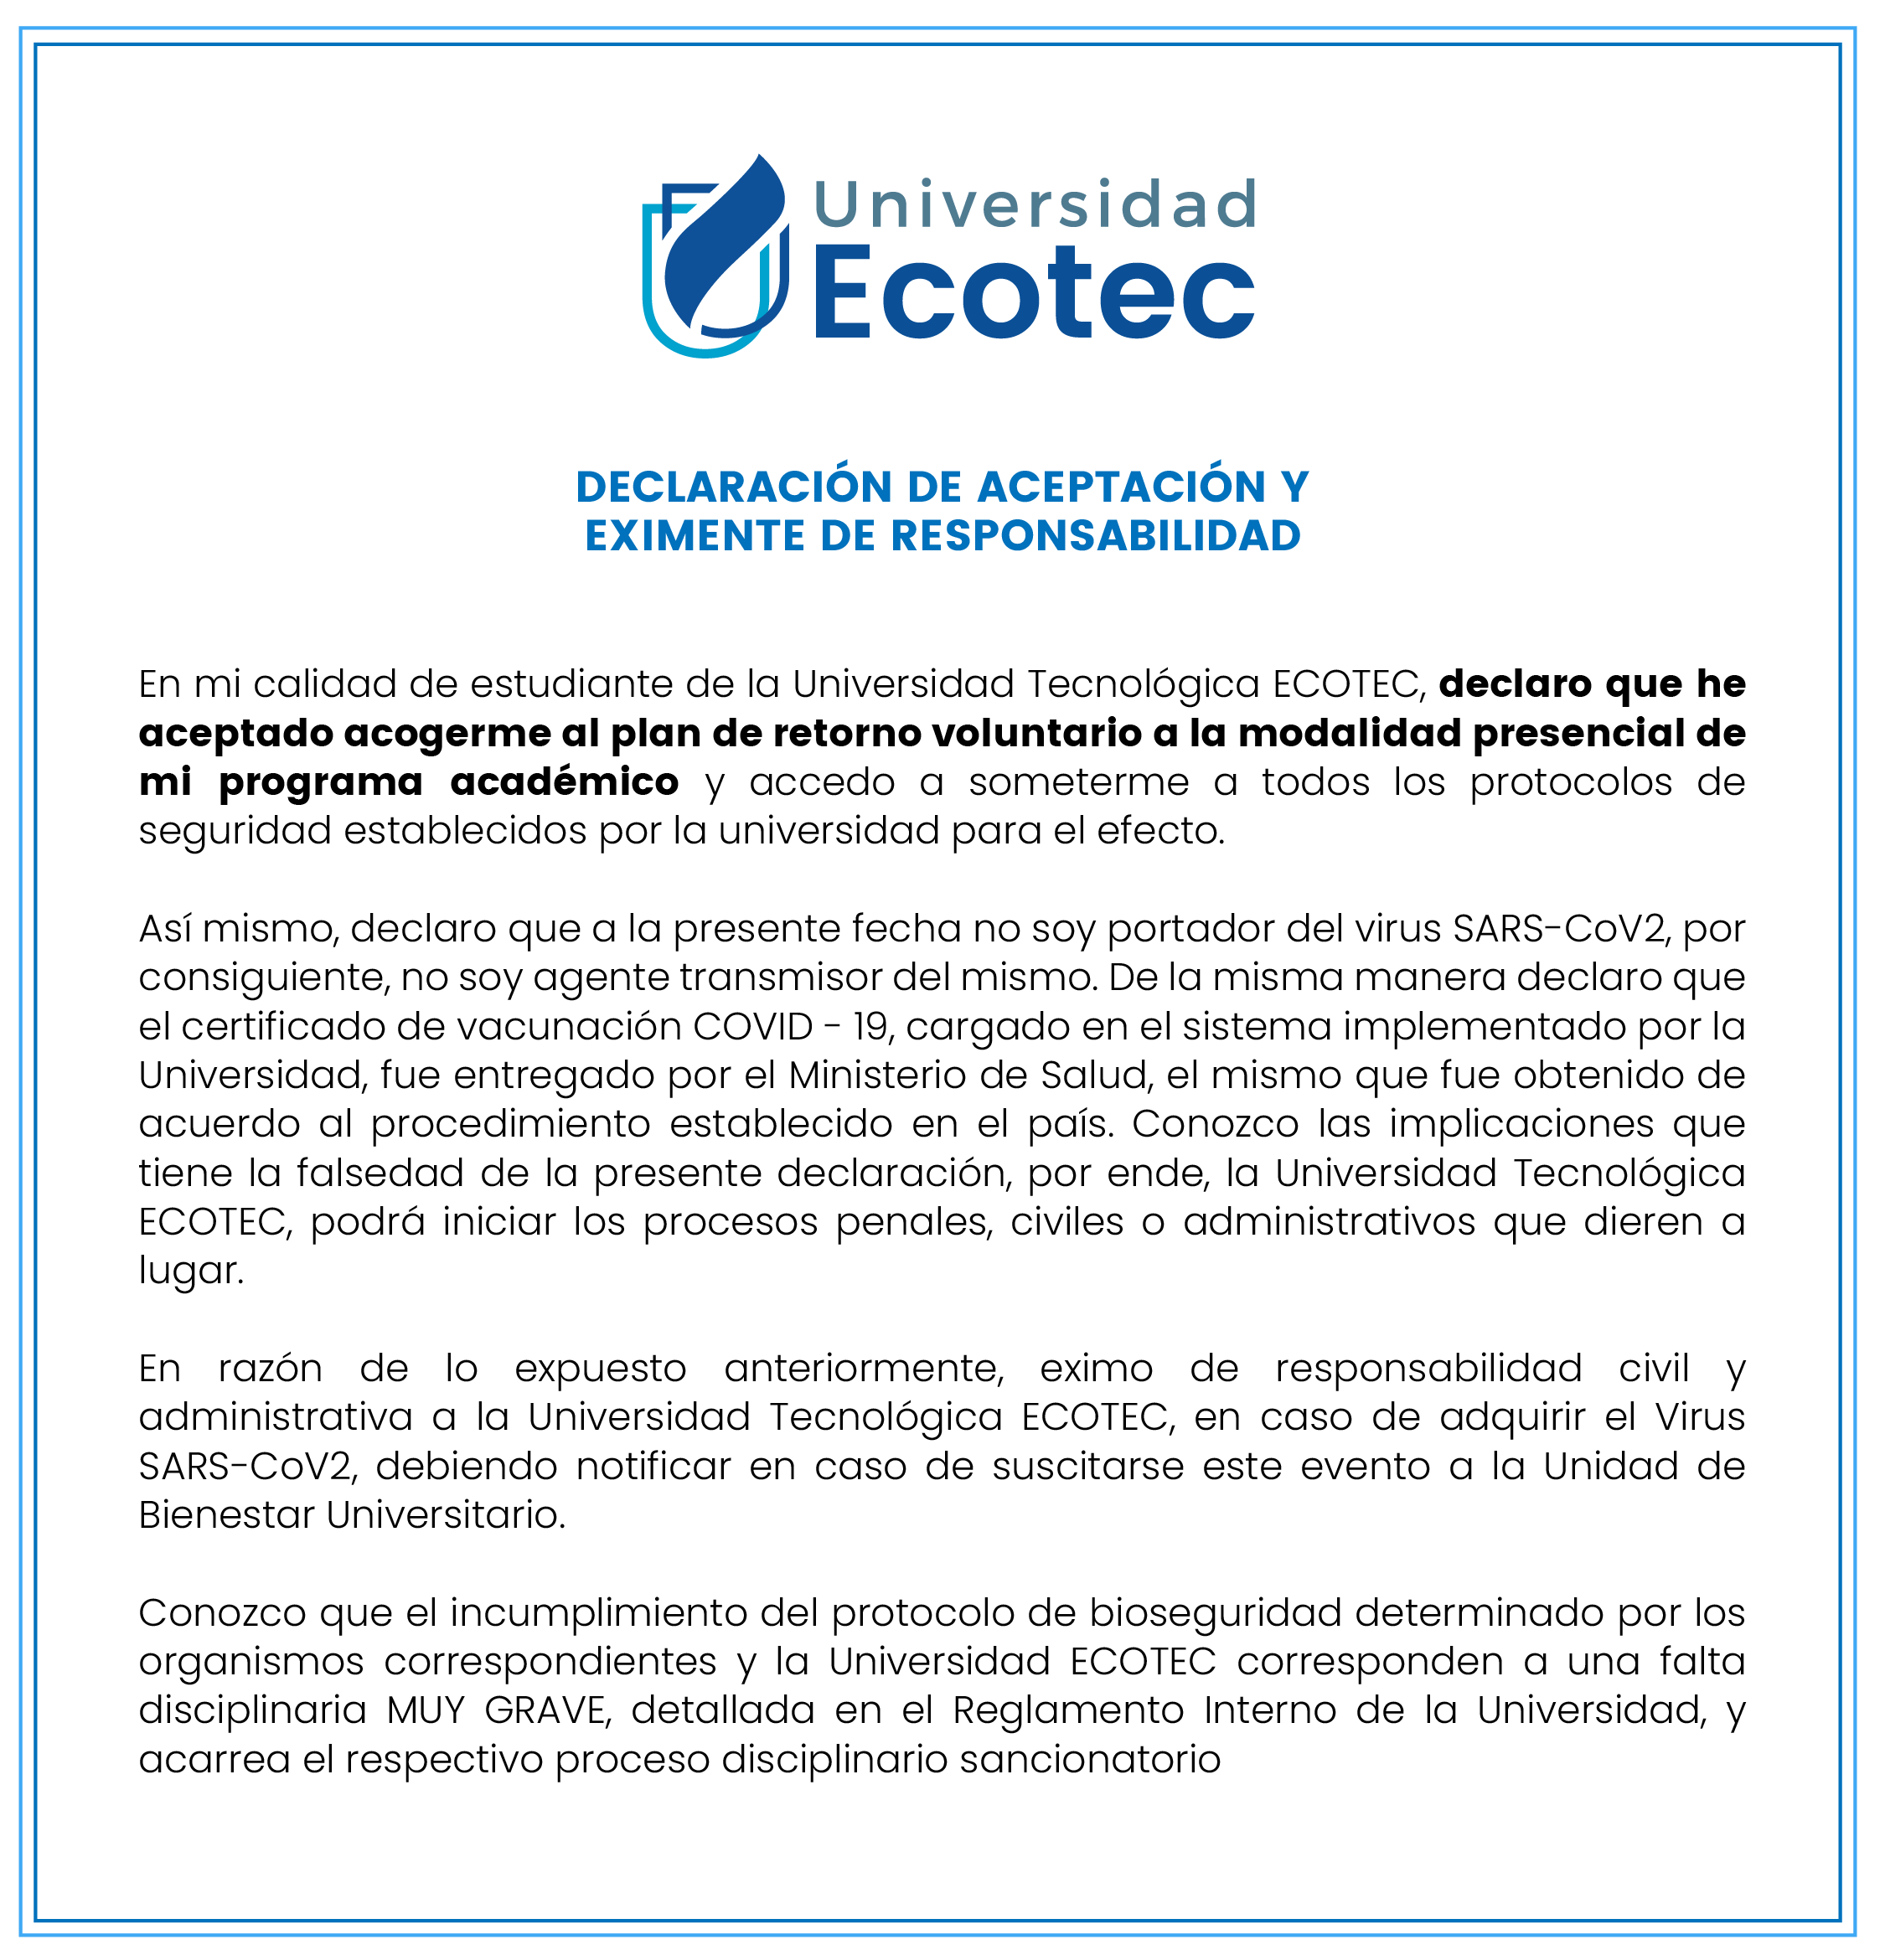 Universidad
Ecotec
DECLARACIÓN DE ACEPTACIÓN Y
EXIMENTE DE RESPONSABILIDAD
En mi calidad de estudiante de la Universidad Tecnológica ECOTEC, declaro que he
aceptado acogerme al plan de retorno voluntario a la modalidad presencial de
mi programa académico y accedo a someterme a todos los protocolos de
seguridad establecidos por la universidad para el efecto.
Así mismo, declaro que a la presente fecha no soy portador del virus SARS-CoV2, por
consiguiente, no soy agente transmisor del mismo. De la misma manera declaro que
el certificado de vacunación COVID - 19, cargado en el sistema implementado por la
Universidad, fue entregado por el Ministerio de Salud, el mismo que fue obtenido de
acuerdo al procedimiento establecido en el país. Conozco las implicaciones que
tiene la falsedad de la presente declaración, por ende, la Universidad Tecnológica
ECOTEC, podrá iniciar los procesos penales, civiles o administrativos que dieren a
lugar.
En razón de lo expuesto anteriormente, eximo de responsabilidad civil y
administrativa a la Universidad Tecnológica ECOTEC, en caso de adquirir el Virus
SARS-CoV2, debiendo notificar en caso de suscitarse este evento a la Unidad de
Bienestar Universitario.
Conozco que el incumplimiento del protocolo de bioseguridad determinado por los
organismos correspondientes y la Universidad ECOTEC corresponden a una falta
disciplinaria MUY GRAVE, detallada en el Reglamento Interno de la Universidad, y
acarrea el respectivo proceso disciplinario sancionatorio